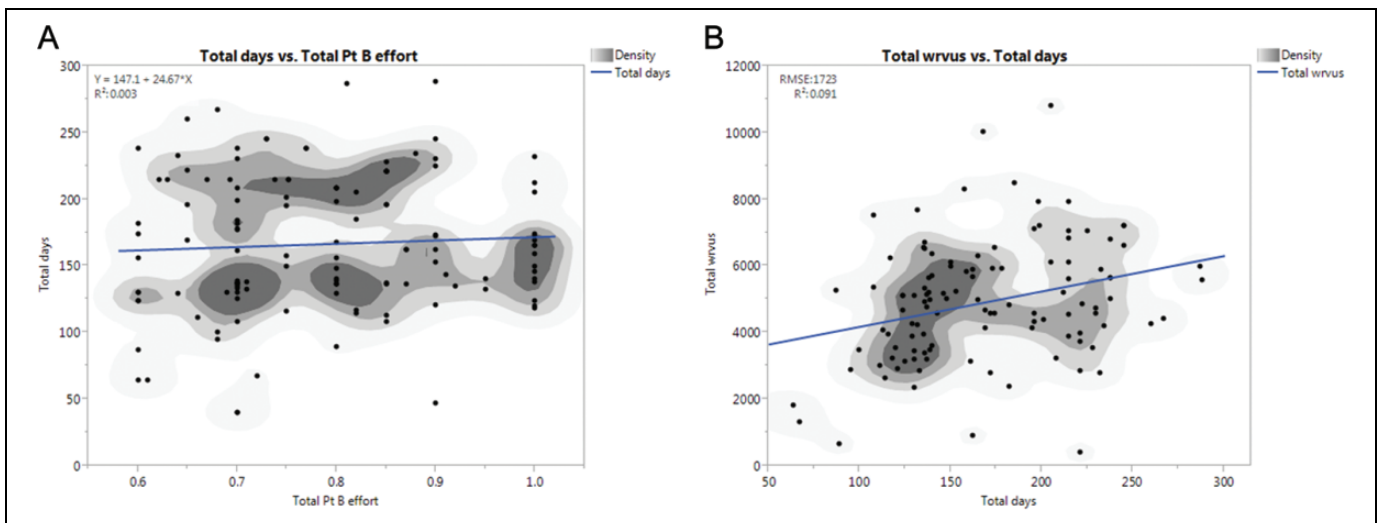 A
Total days vs. Total Pt B effort
Density
Total days
Y = 147.1 + 24.67*X
R²: 0.003
300
250
200
150
100
50
0
Total days
0.6 0.7 0.8 0.9 1.0
Total Pt B effort
B
Total wrvus vs. Total days
Density
Total wrvus
RMSE:1723
R²:0.091
12000
10000
8000
6000
4000
2000
0
Total wrvus
50 100 150 200 250 300
Total days